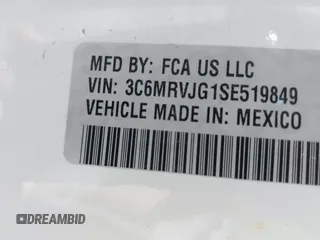 MFD BY: FCA US LLC
VIN: 3C6MRVJG1SE519849
VEHICLE MADE IN: MEXICO
DREAMBID